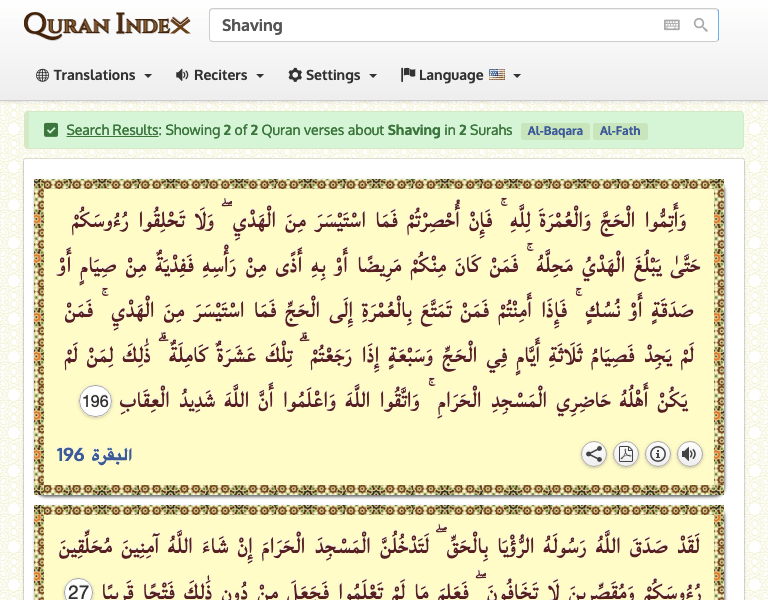 QURAN INDEX
Shaving
Translations Reciters Settings Language
Search Results: Showing 2 of 2 Quran verses about Shaving in 2 Surahs Al-Baqara Al-Fath
وَأَتِمُّوا الْحَجَّ وَالْعُمْرَةَ لِلَّهِ ۚ فَإِنْ أُحْصِرْتُمْ فَمَا اسْتَيْسَرَ مِنَ الْهَدْيِ ۖ وَلَا تَحْلِقُوا رُءُوسَكُمْ
حَتَّىٰ يَبْلُغَ الْهَدْيُ مَحِلَّهُ ۚ فَمَنْ كَانَ مِنْكُمْ مَرِيضًا أَوْ بِهِ أَذًى مِنْ رَأْسِهِ فَفِدْيَةٌ مِنْ صِيَامٍ أَوْ
صَدَقَةٍ أَوْ نُسُكٍ ۚ فَإِذَا أَمِنْتُمْ فَمَنْ تَمَتَّعَ بِالْعُمْرَةِ إِلَى الْحَجِّ فَمَا اسْتَيْسَرَ مِنَ الْهَدْيِ ۚ فَمَنْ
لَمْ يَجِدْ فَصِيَامُ ثَلَاثَةِ أَيَّامٍ فِي الْحَجِّ وَسَبْعَةٍ إِذَا رَجَعْتُمْ ۗ تِلْكَ عَشَرَةٌ كَامِلَةٌ ۗ ذَٰلِكَ لِمَنْ لَمْ
يَكُنْ أَهْلُهُ حَاضِرِي الْمَسْجِدِ الْحَرَامِ ۚ وَاتَّقُوا اللَّهَ وَاعْلَمُوا أَنَّ اللَّهَ شَدِيدُ الْعِقَابِ 196
البقرة 196
لَقَدْ صَدَقَ اللَّهُ رَسُولَهُ الرُّؤْيَا بِالْحَقِّ ۖ لَتَدْخُلُنَّ الْمَسْجِدَ الْحَرَامَ إِنْ شَاءَ اللَّهُ آمِنِينَ مُحَلِّقِينَ
رُءُوسَكُمْ وَمُقَصِّرِينَ لَا تَخَافُونَ ۖ فَعَلِمَ مَا لَمْ تَعْلَمُوا فَجَعَلَ مِنْ دُونِ ذَٰلِكَ فَتْحًا قَرِيبًا 27